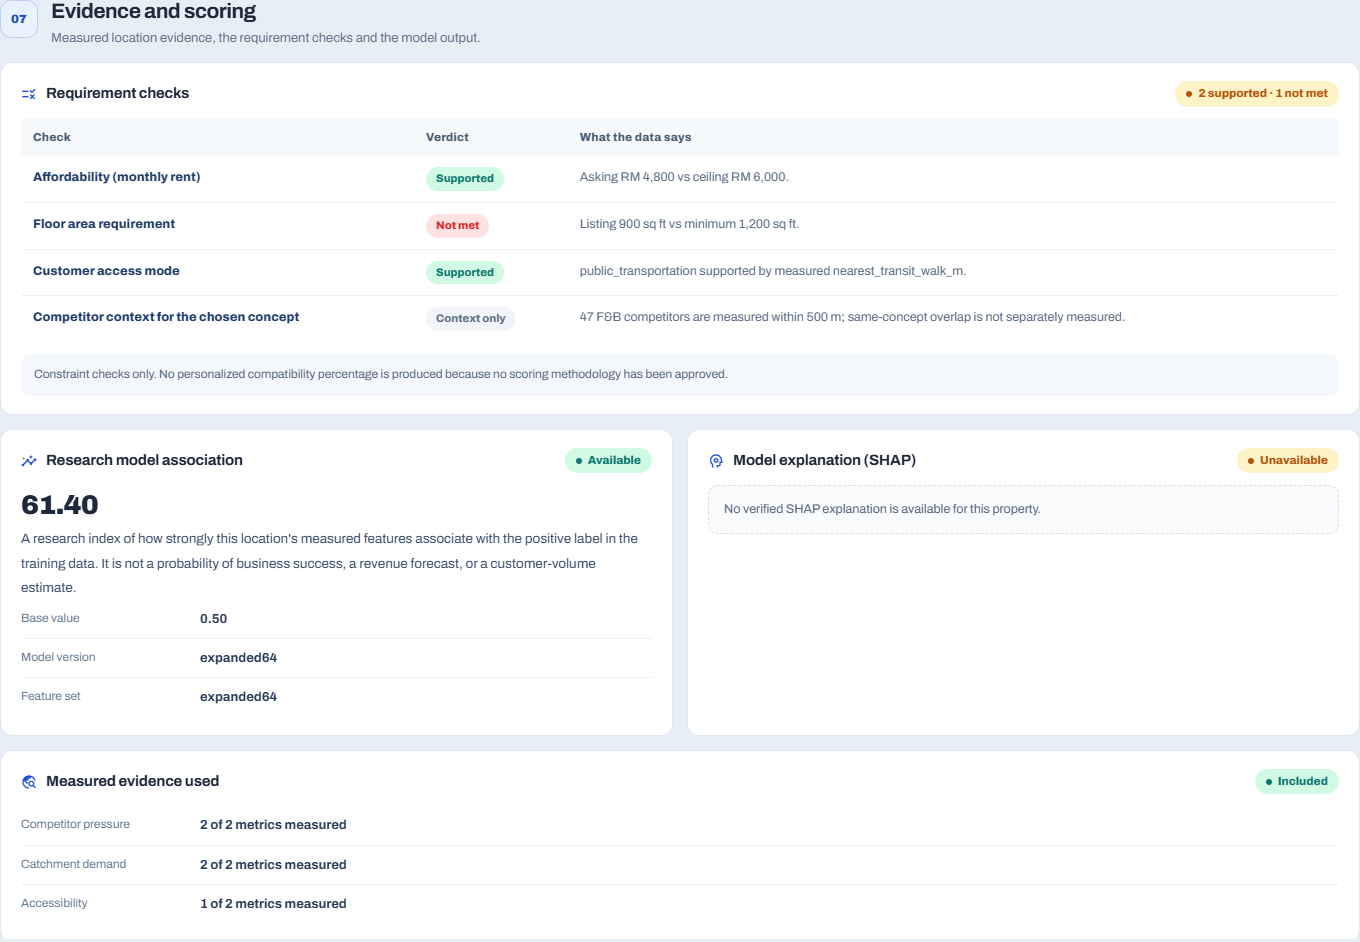 07
Evidence and scoring
Measured location evidence, the requirement checks and the model output.
Requirement checks
2 supported · 1 not met
Check Verdict What the data says
Affordability (monthly rent) Supported Asking RM 4,800 vs ceiling RM 6,000.
Floor area requirement Not met Listing 900 sq ft vs minimum 1,200 sq ft.
Customer access mode Supported public_transportation supported by measured nearest_transit_walk_m.
Competitor context for the chosen concept Context only 47 F&B competitors are measured within 500 m; same-concept overlap is not separately measured.
Constraint checks only. No personalized compatibility percentage is produced because no scoring methodology has been approved.
Research model association
Available
61.40
A research index of how strongly this location's measured features associate with the positive label in the
training data. It is not a probability of business success, a revenue forecast, or a customer-volume
estimate.
Base value 0.50
Model version expanded64
Feature set expanded64
Model explanation (SHAP)
Unavailable
No verified SHAP explanation is available for this property.
Measured evidence used
Included
Competitor pressure 2 of 2 metrics measured
Catchment demand 2 of 2 metrics measured
Accessibility 1 of 2 metrics measured